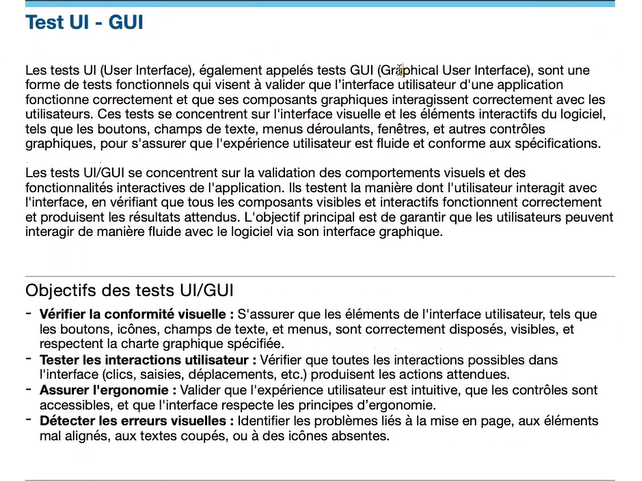 Test UI - GUI
Les tests UI (User Interface), également appelés tests GUI (Graphical User Interface), sont une
forme de tests fonctionnels qui visent à valider que l'interface utilisateur d'une application
fonctionne correctement et que ses composants graphiques interagissent correctement avec les
utilisateurs. Ces tests se concentrent sur l'interface visuelle et les éléments interactifs du logiciel,
tels que les boutons, champs de texte, menus déroulants, fenêtres, et autres contrôles
graphiques, pour s'assurer que l'expérience utilisateur est fluide et conforme aux spécifications.
Les tests UI/GUI se concentrent sur la validation des comportements visuels et des
fonctionnalités interactives de l'application. Ils testent la manière dont l'utilisateur interagit avec
l'interface, en vérifiant que tous les composants visibles et interactifs fonctionnent correctement
et produisent les résultats attendus. L'objectif principal est de garantir que les utilisateurs peuvent
interagir de manière fluide avec le logiciel via son interface graphique.
Objectifs des tests UI/GUI
- Vérifier la conformité visuelle : S'assurer que les éléments de l'interface utilisateur, tels que
les boutons, icônes, champs de texte, et menus, sont correctement disposés, visibles, et
respectent la charte graphique spécifiée.
- Tester les interactions utilisateur : Vérifier que toutes les interactions possibles dans
l'interface (clics, saisies, déplacements, etc.) produisent les actions attendues.
- Assurer l'ergonomie : Valider que l'expérience utilisateur est intuitive, que les contrôles sont
accessibles, et que l'interface respecte les principes d'ergonomie.
- Détecter les erreurs visuelles : Identifier les problèmes liés à la mise en page, aux éléments
mal alignés, aux textes coupés, ou à des icônes absentes.